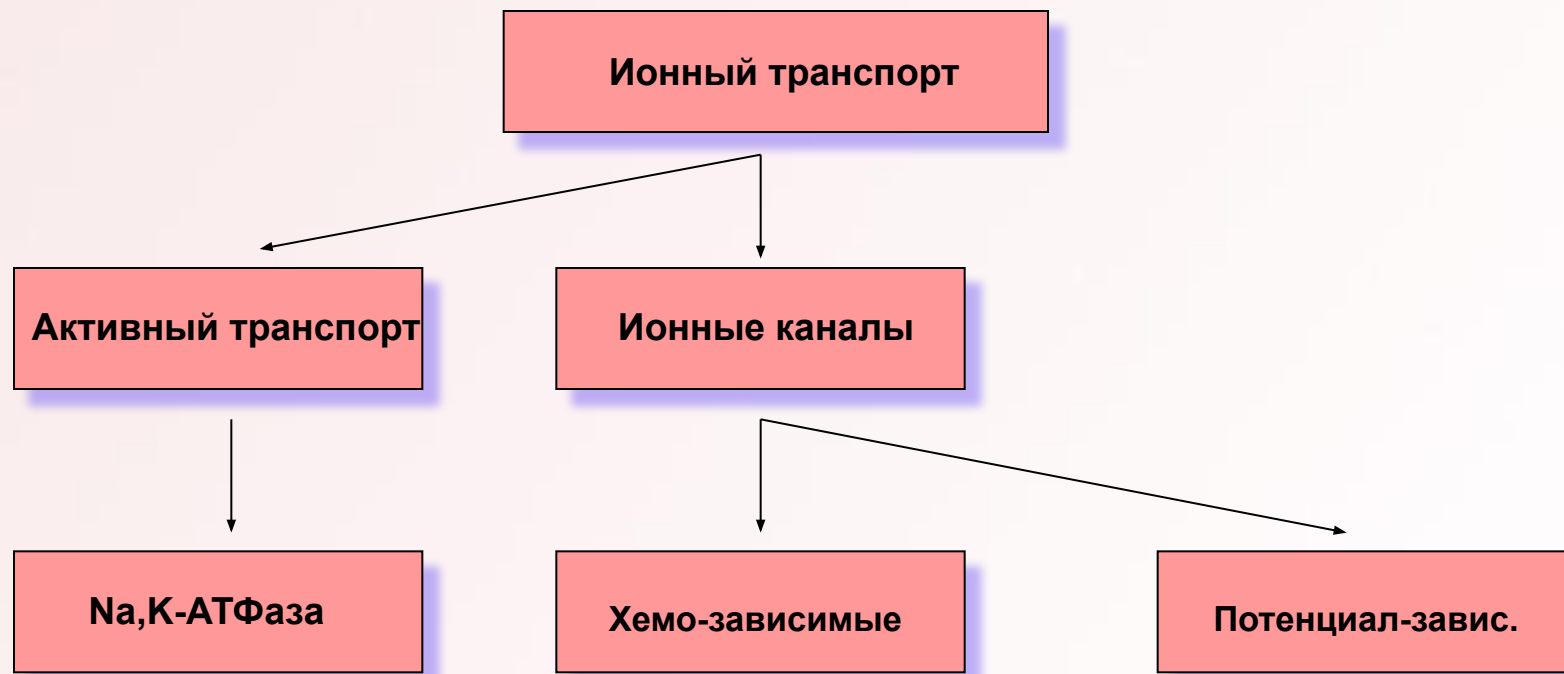 Ионный транспорт
Активный транспорт
Ионные каналы
Na,K-АТФаза
Хемо-зависимые
Потенциал-завис.